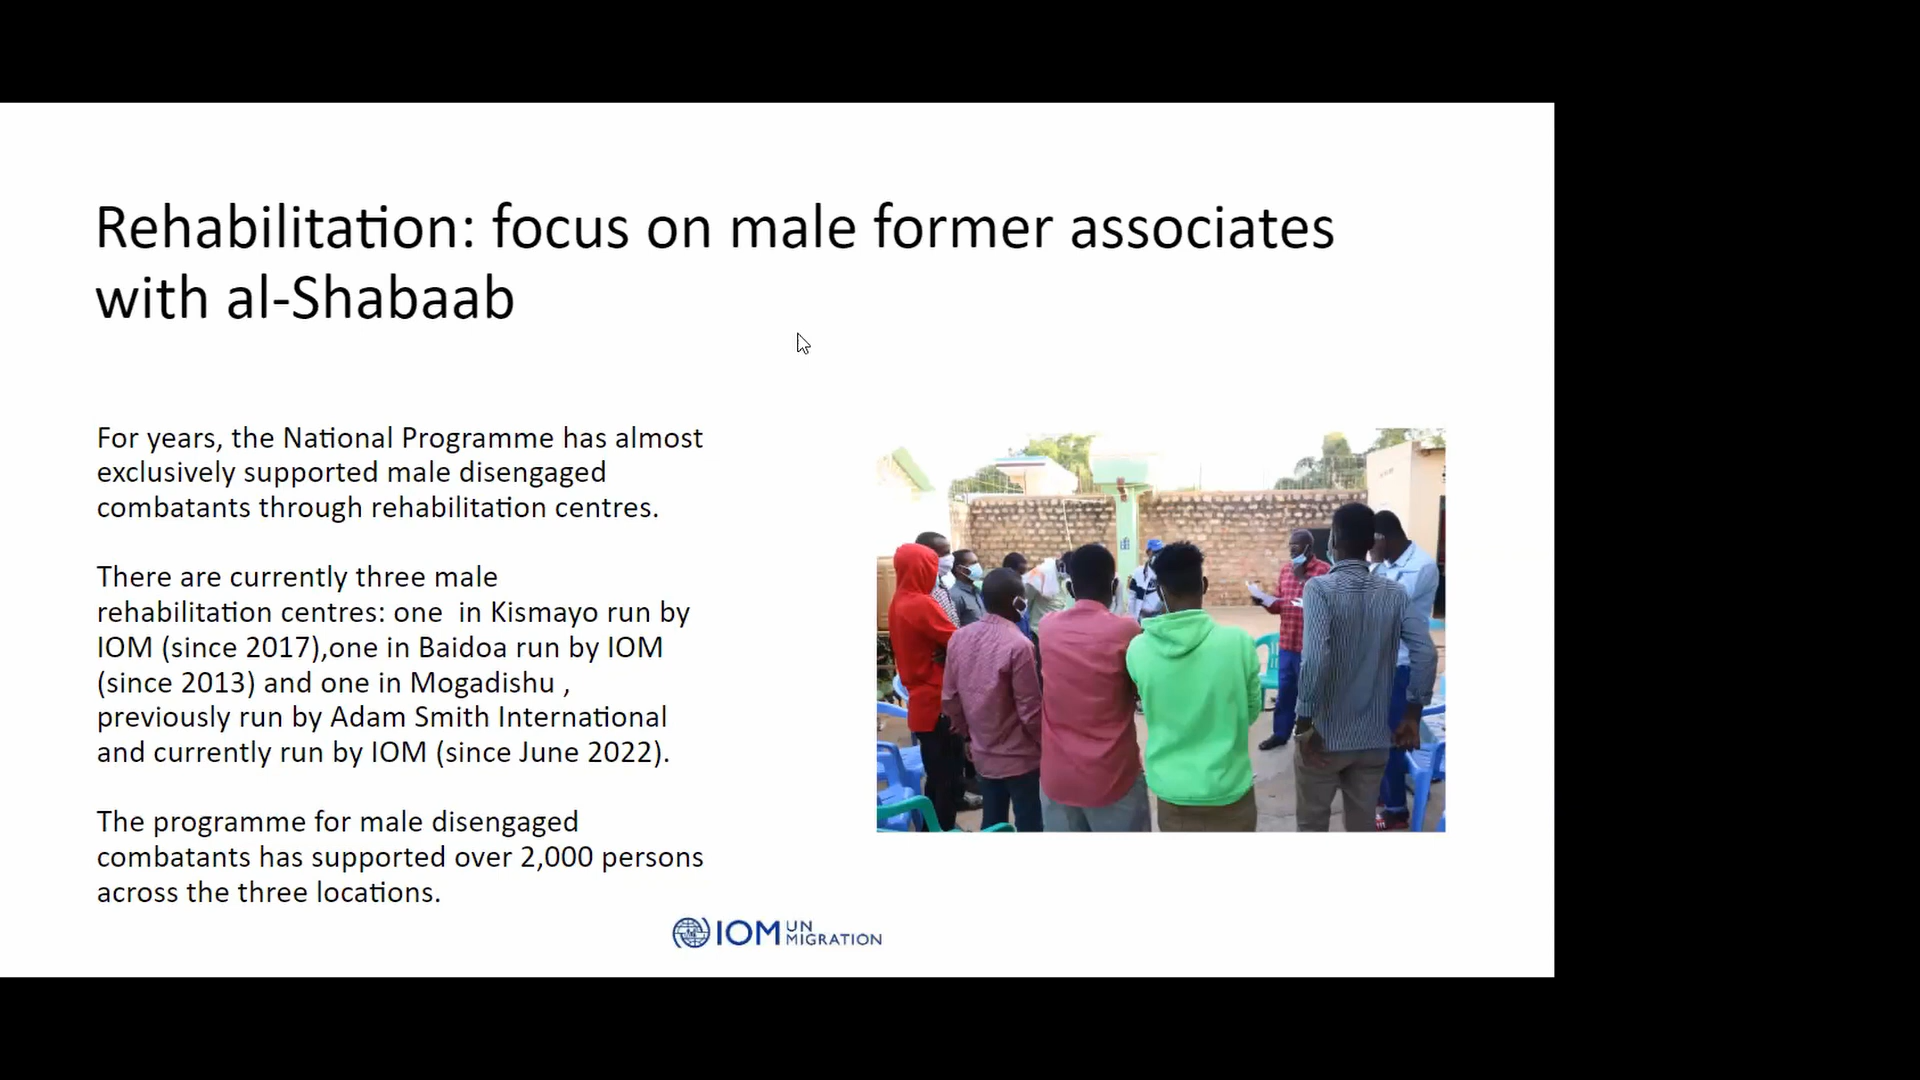 Rehabilitation: focus on male former associates
with al-Shabaab
For years, the National Programme has almost
exclusively supported male disengaged
combatants through rehabilitation centres.
There are currently three male
rehabilitation centres: one  in Kismayo run by
IOM (since 2017),one in Baidoa run by IOM
(since 2013) and one in Mogadishu ,
previously run by Adam Smith International
and currently run by IOM (since June 2022).
The programme for male disengaged
combatants has supported over 2,000 persons
across the three locations.
IOM UN
MIGRATION